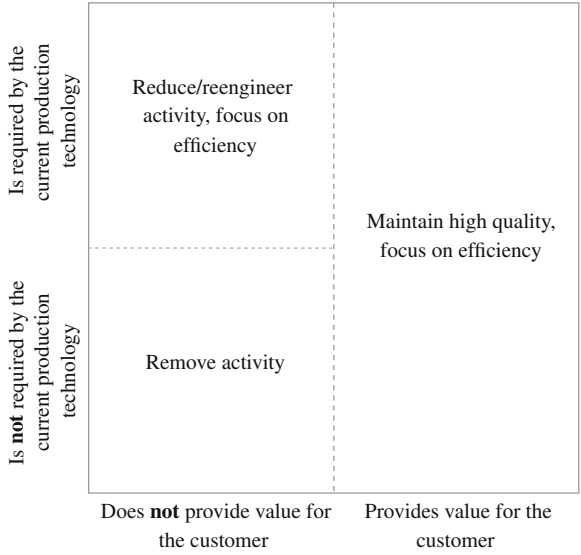 Is required by the
current production
technology
Reduce/reengineer
activity, focus on
efficiency
Maintain high quality,
focus on efficiency
Is not required by the
current production
technology
Remove activity
Does not provide value for
the customer
Provides value for the
customer